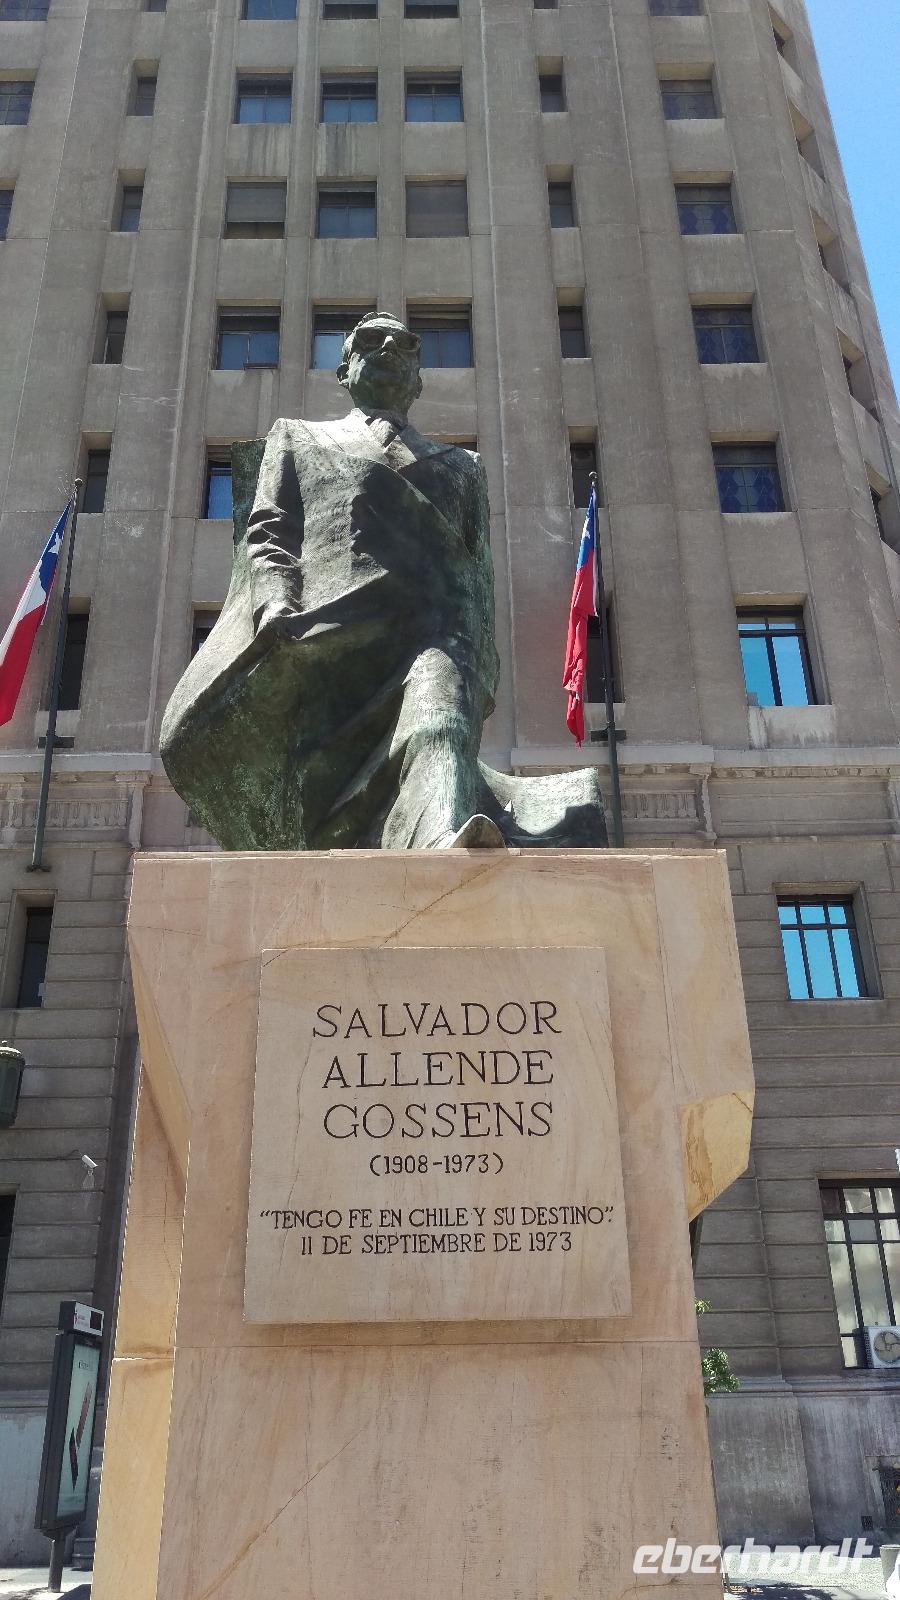 SALVADOR
ALLENDE
GOSSENS
(1908-1973)
"TENGO FE EN CHILE Y SU DESTINO".
11 DE SEPTIEMBRE DE 1973
eberhardt